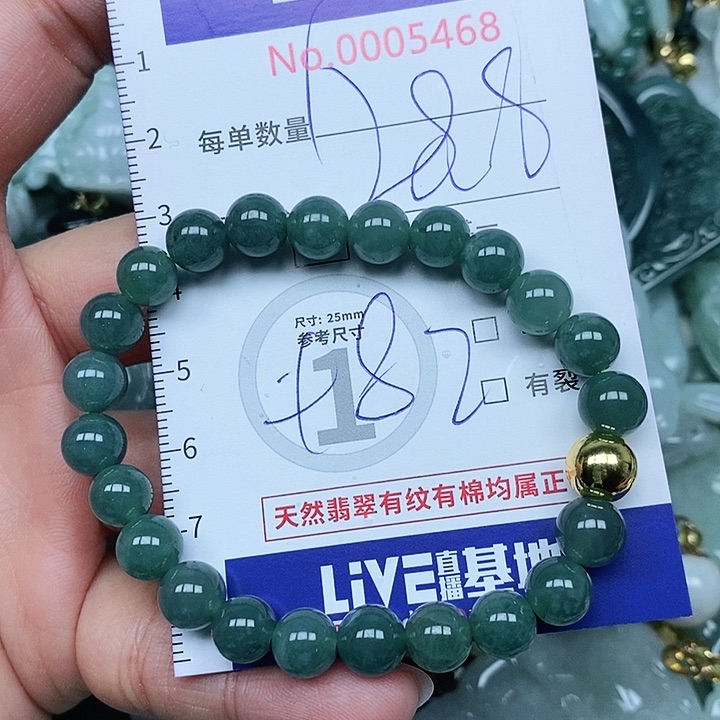 No.0005468
1
2
每单数量
288
3
尺寸: 25mm
参考尺寸
1
+82
5
有裂
6
天然翡翠有纹有棉均属正
7
LiVE直播基地